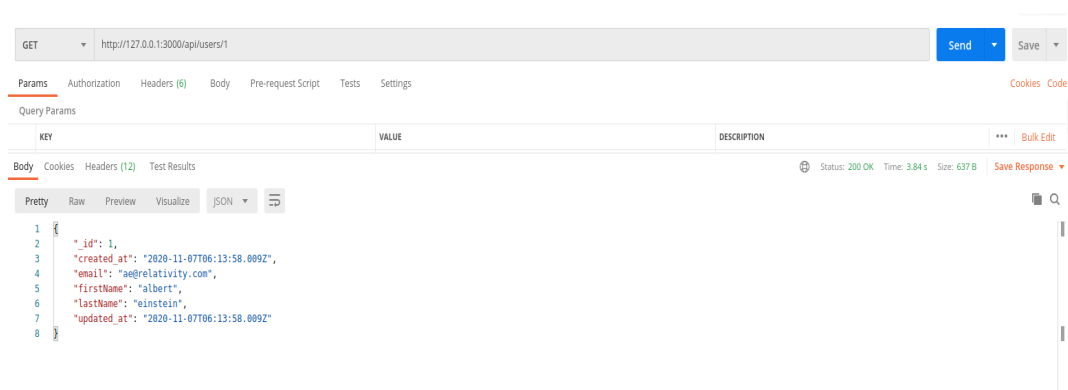 GET http://127.0.0.1:3000/api/users/1 Send Save
Params Authorization Headers (6) Body Pre-request Script Tests Settings Cookies Code
Query Params
KEY VALUE DESCRIPTION ••• Bulk Edit
Body Cookies Headers (12) Test Results Status: 200 OK Time: 3.84 s Size: 637 B Save Response
Pretty Raw Preview Visualize JSON
1 {
2 "_id": 1,
3 "created_at": "2020-11-07T06:13:58.009Z",
4 "email": "ae@relativity.com",
5 "firstName": "albert",
6 "lastName": "einstein",
7 "updated_at": "2020-11-07T06:13:58.009Z"
8 }